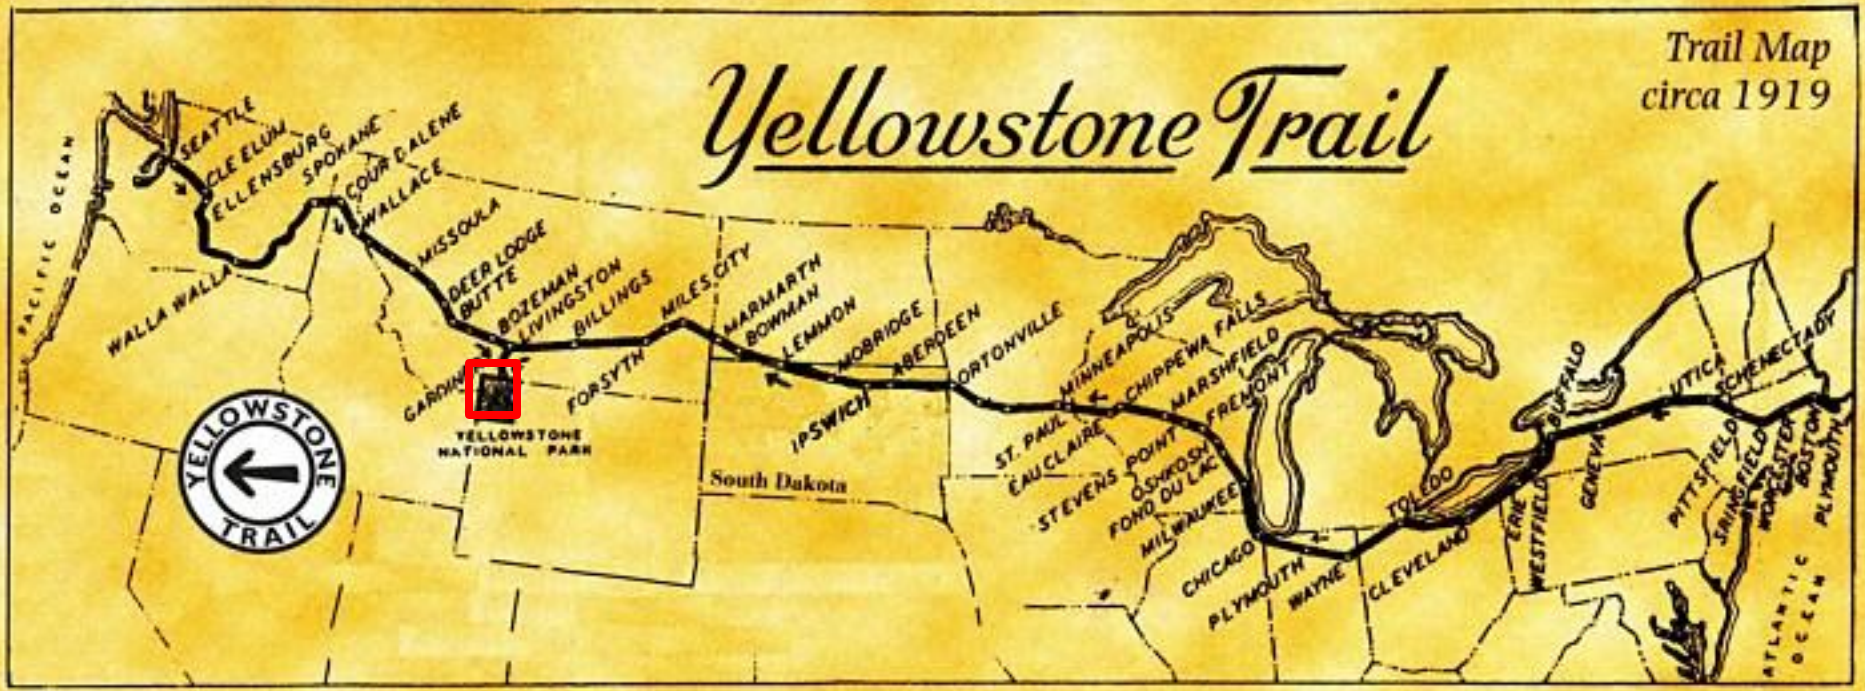 Trail Map
circa 1919
Yellowstone Trail
PACIFIC OCEAN
SEATTLE
CLE ELUM
ELLENSBURG
SPOKANE
COUR D'ALENE
WALLACE
WALLA WALLA
MISSOULA
DEER LODGE
BUTTE
BOZEMAN
LIVINGSTON
BILLINGS
GARDIN
FORSYTH
MILES CITY
MARMARTH
BOWMAN
LEMMON
MOBRIDGE
IPSWICH
ABERDEEN
ORTONVILLE
YELLOWSTONE
NATIONAL PARK
South Dakota
YELLOWSTONE
TRAIL
MINNEAPOLIS
ST. PAUL
EAU CLAIRE
CHIPPEWA FALLS
MARSHFIELD
STEVENS POINT
FREMONT
OSHKOSH
FOND DU LAC
MILWAUKEE
CHICAGO
PLYMOUTH
WAYNE
TOLEDO
CLEVELAND
ERIE
WESTFIELD
BUFFALO
GENEVA
UTICA
SCHENECTADY
PITTSFIELD
SPRINGFIELD
WORCESTER
BOSTON
PLYMOUTH
ATLANTIC
OCEAN